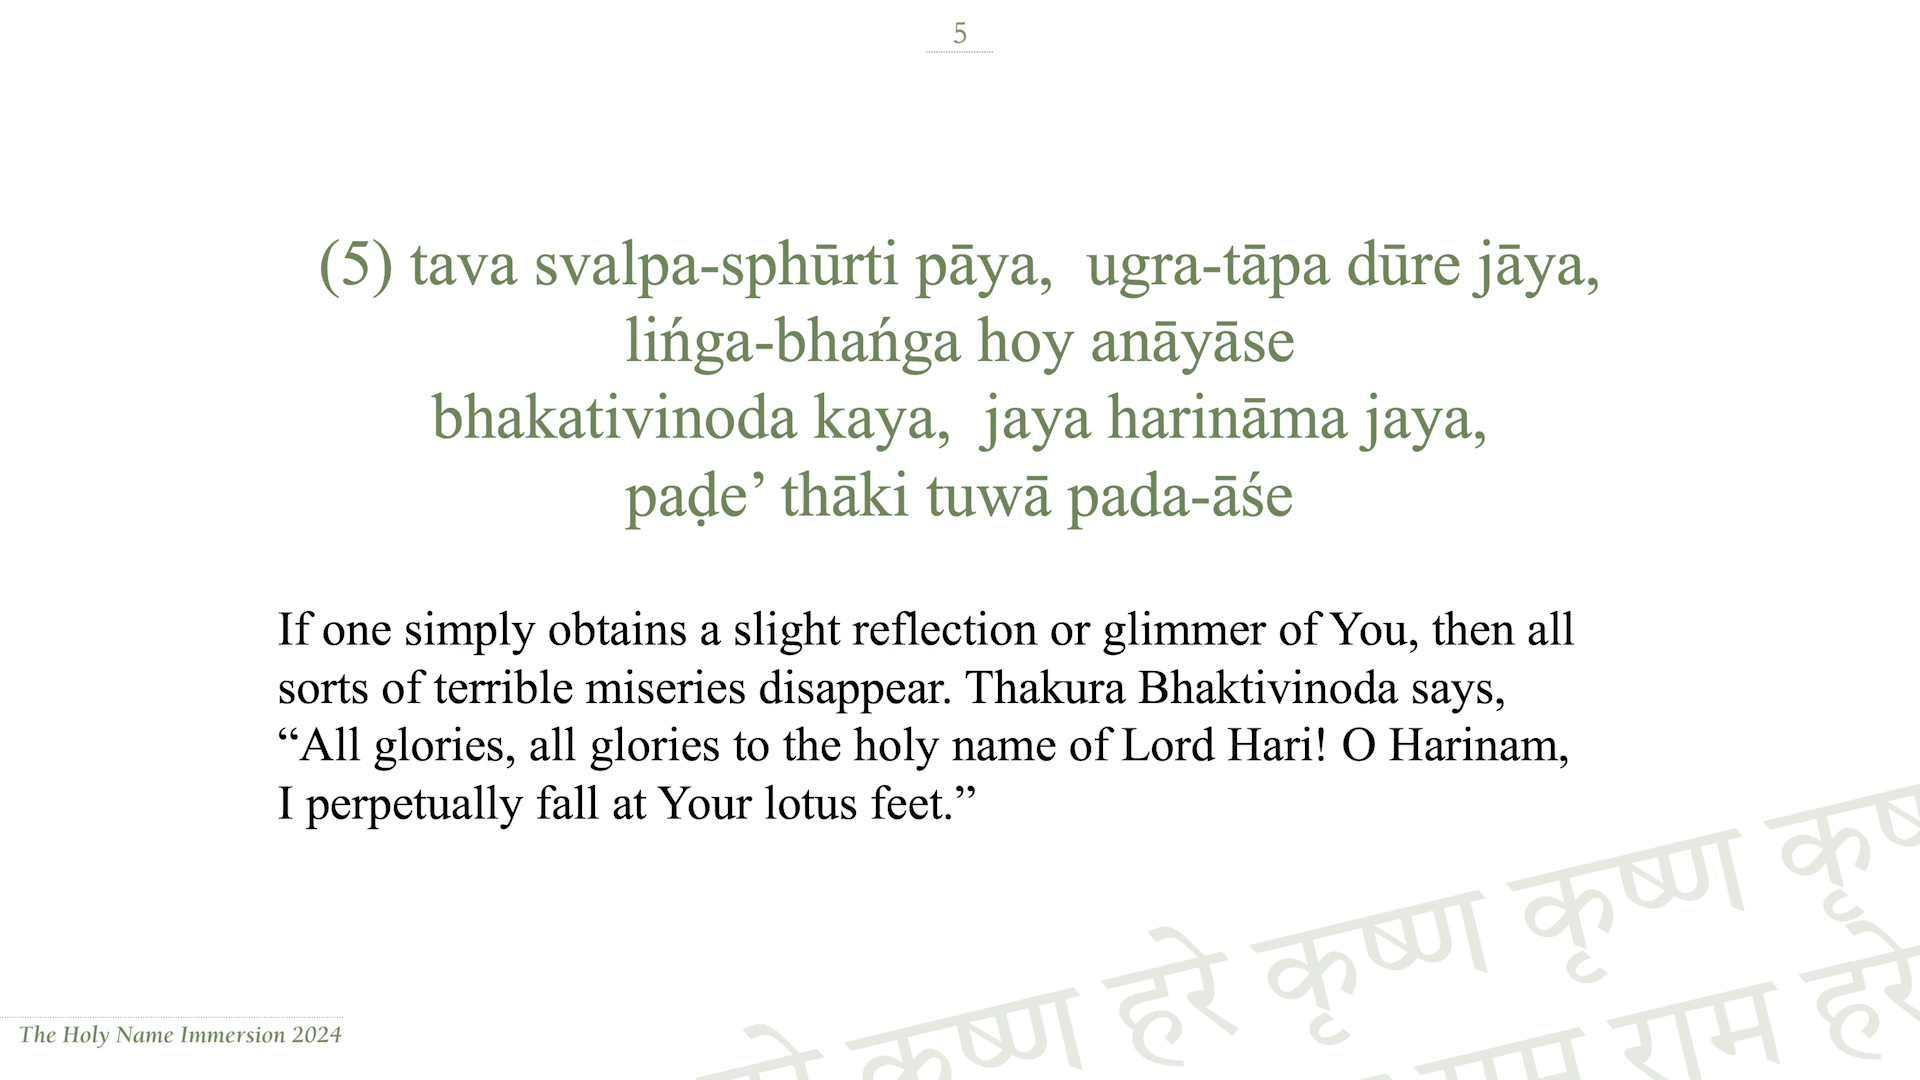 5
(5) tava svalpa-sphūrti pāya,  ugra-tāpa dūre jāya,
lińga-bhańga hoy anāyāse
bhakativinoda kaya,  jaya harināma jaya,
paḍe’ thāki tuwā pada-āśe
If one simply obtains a slight reflection or glimmer of You, then all
sorts of terrible miseries disappear. Thakura Bhaktivinoda says,
“All glories, all glories to the holy name of Lord Hari! O Harinam,
I perpetually fall at Your lotus feet.”
कृष्ण हरे कृष्ण कृष्ण
राम हरे
The Holy Name Immersion 2024